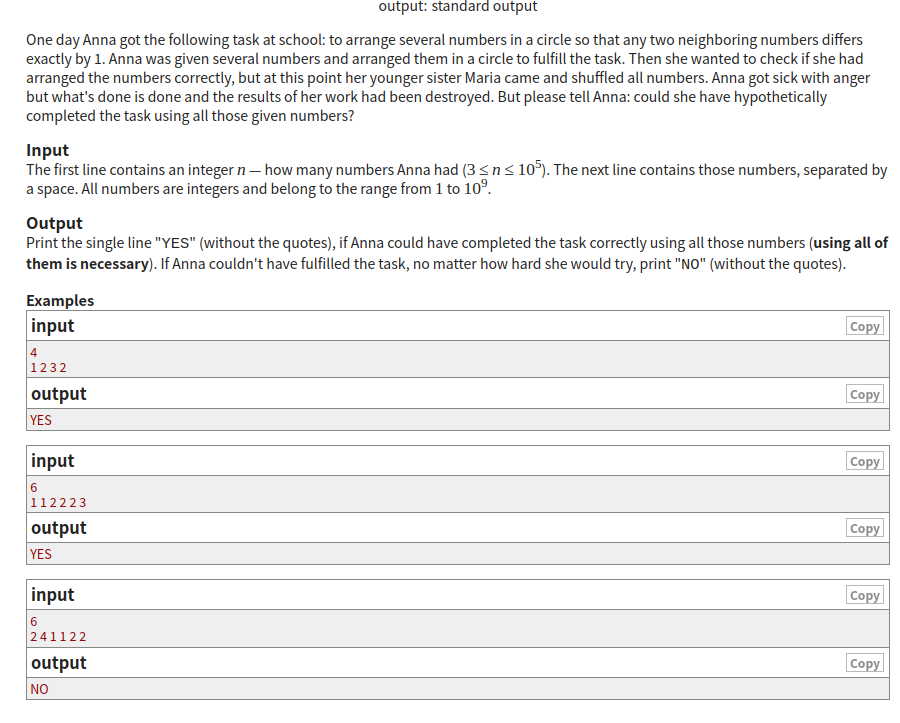 output: standard output
One day Anna got the following task at school: to arrange several numbers in a circle so that any two neighboring numbers differs
exactly by 1. Anna was given several numbers and arranged them in a circle to fulfill the task. Then she wanted to check if she had
arranged the numbers correctly, but at this point her younger sister Maria came and shuffled all numbers. Anna got sick with anger
but what's done is done and the results of her work had been destroyed. But please tell Anna: could she have hypothetically
completed the task using all those given numbers?
Input
The first line contains an integer n — how many numbers Anna had (3 ≤ n ≤ 10⁵). The next line contains those numbers, separated by
a space. All numbers are integers and belong to the range from 1 to 10⁹.
Output
Print the single line "YES" (without the quotes), if Anna could have completed the task correctly using all those numbers (using all of
them is necessary). If Anna couldn't have fulfilled the task, no matter how hard she would try, print "NO" (without the quotes).
Examples
input Copy
4
1 2 3 2
output Copy
YES
input Copy
6
1 1 2 2 2 3
output Copy
YES
input Copy
6
2 4 1 1 2 2
output Copy
NO